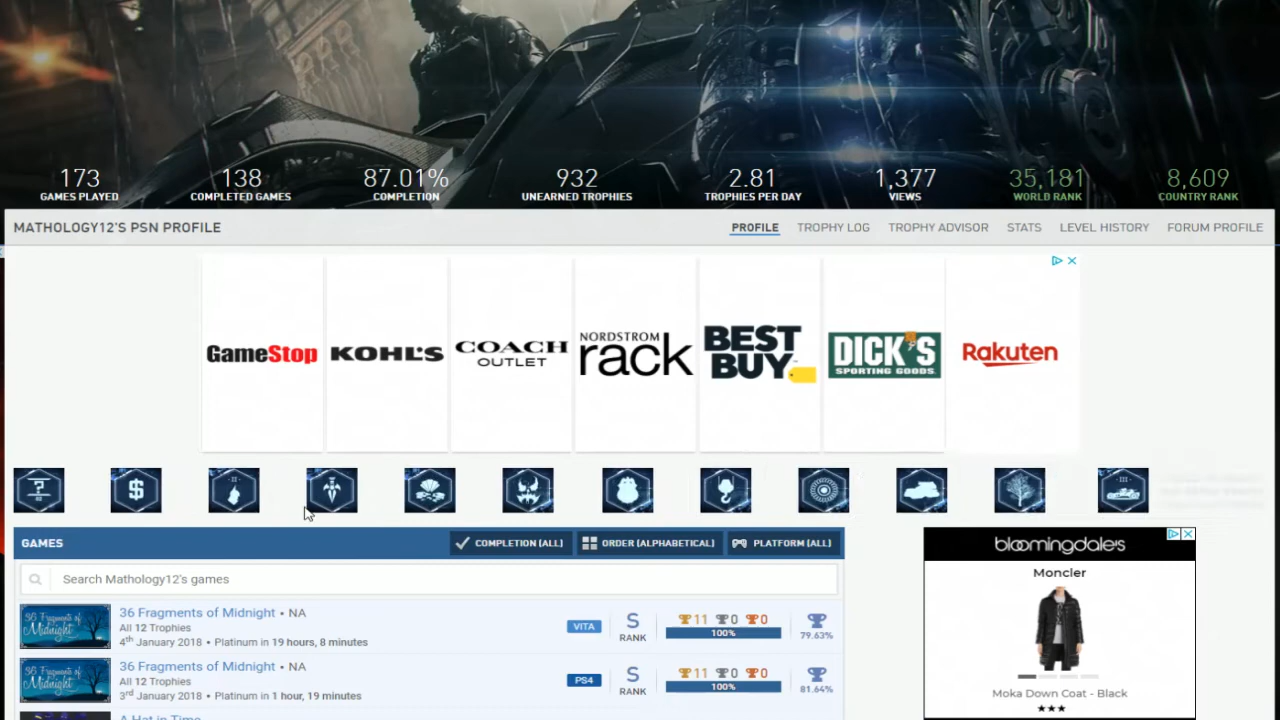 173 138 87.01% 932 2.81 1,377 35,181 8,609
GAMES PLAYED COMPLETED GAMES COMPLETION UNEARNED TROPHIES TROPHIES PER DAY VIEWS WORLD RANK COUNTRY RANK
MATHOLOGY12'S PSN PROFILE PROFILE TROPHY LOG TROPHY ADVISOR STATS LEVEL HISTORY FORUM PROFILE
GameStop
KOHL'S
COACH
OUTLET
NORDSTROM
rack
BEST
BUY
DICK'S
SPORTING GOODS
Rakuten
GAMES COMPLETION (ALL) ORDER (ALPHABETICAL) PLATFORM (ALL)
Search Mathology12's games
36 Fragments of Midnight • NA
All 12 Trophies
4th January 2018 • Platinum in 19 hours, 8 minutes
VITA
S
RANK
11 0 0
100%
79.63%
36 Fragments of Midnight • NA
All 12 Trophies
3rd January 2018 • Platinum in 1 hour, 19 minutes
PS4
S
RANK
11 0 0
100%
81.64%
A Hat in Time
bloomingdale's
Moncler
Moka Down Coat - Black
★★★